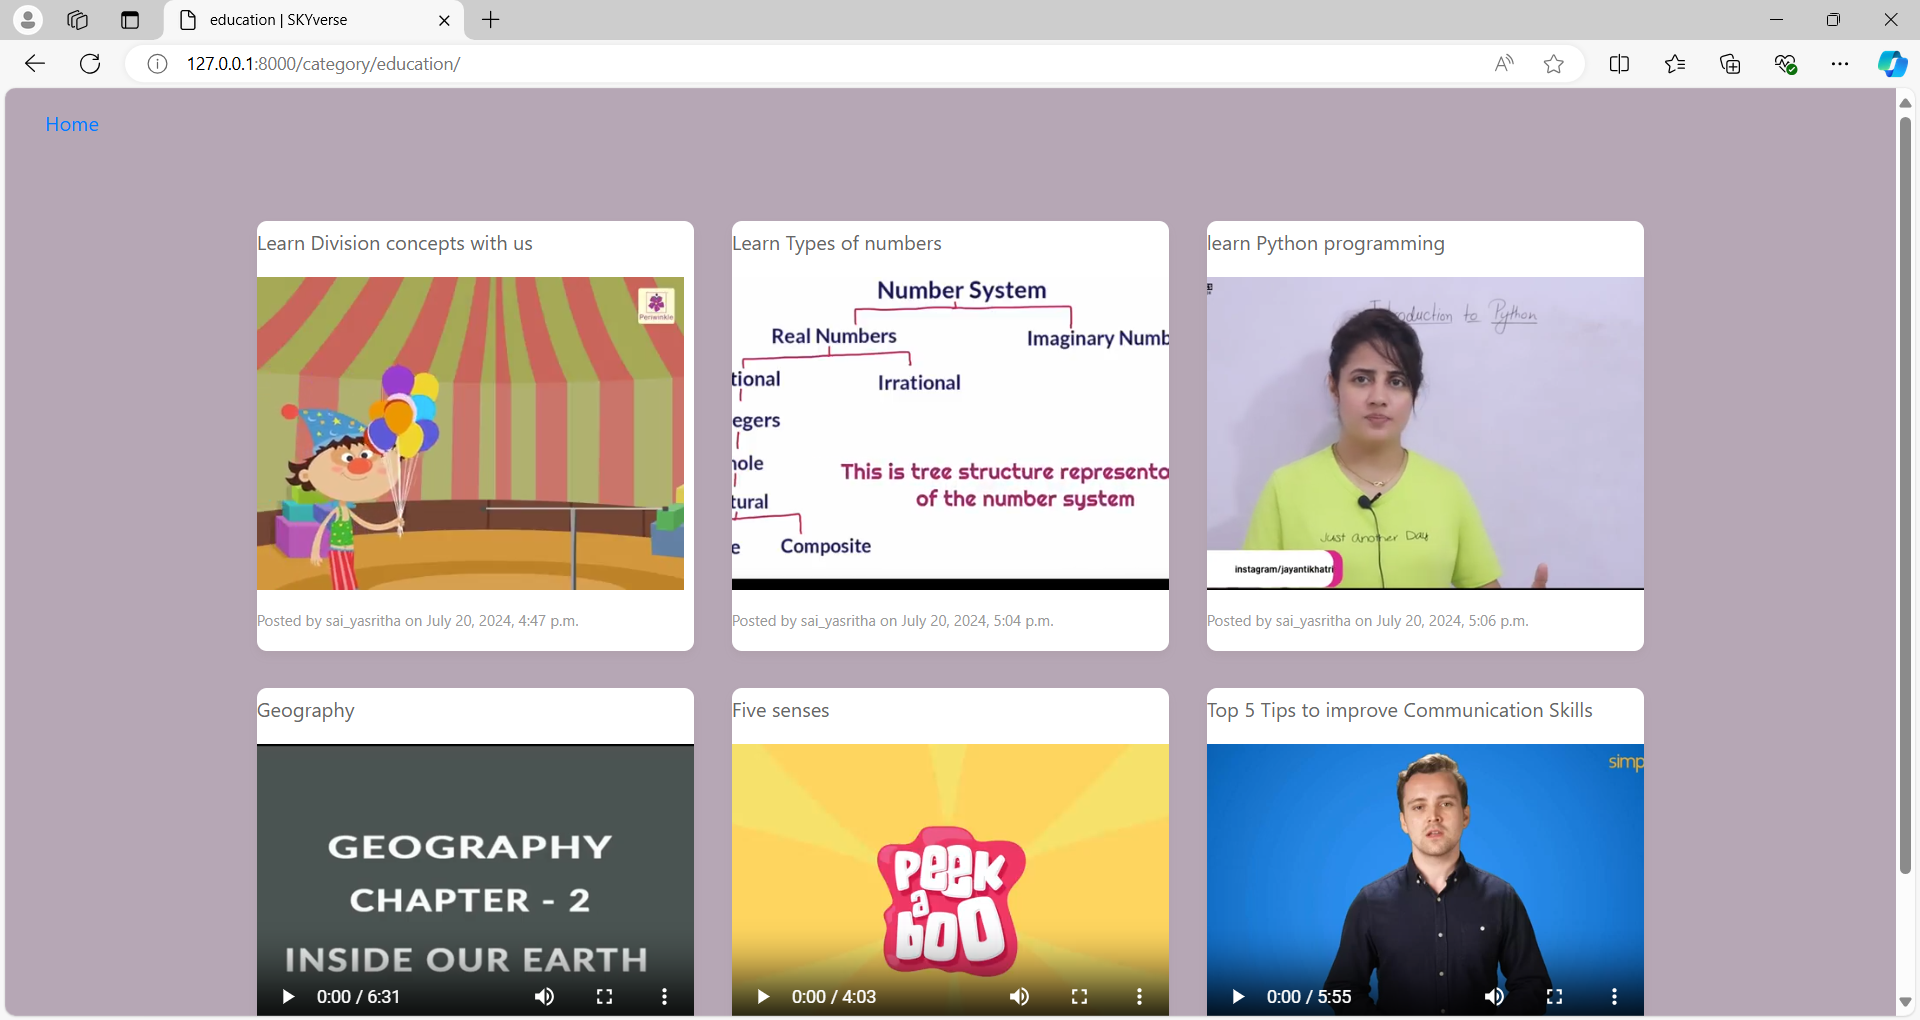 education | SKYverse
127.0.0.1:8000/category/education/
Home
Learn Division concepts with us
Periwinkle
Posted by sai_yasritha on July 20, 2024, 4:47 p.m.
Learn Types of numbers
Number System
Real Numbers
Imaginary Numb
tional
Irrational
egers
This is tree structure representa
of the number system
tural
Composite
Posted by sai_yasritha on July 20, 2024, 5:04 p.m.
learn Python programming
Introduction to Python
Just another Day
instagram/jayantikhatri
Posted by sai_yasritha on July 20, 2024, 5:06 p.m.
Geography
GEOGRAPHY
CHAPTER - 2
INSIDE OUR EARTH
0:00 / 6:31
Five senses
PEEK
a
BOO
0:00 / 4:03
Top 5 Tips to improve Communication Skills
simp
0:00 / 5:55